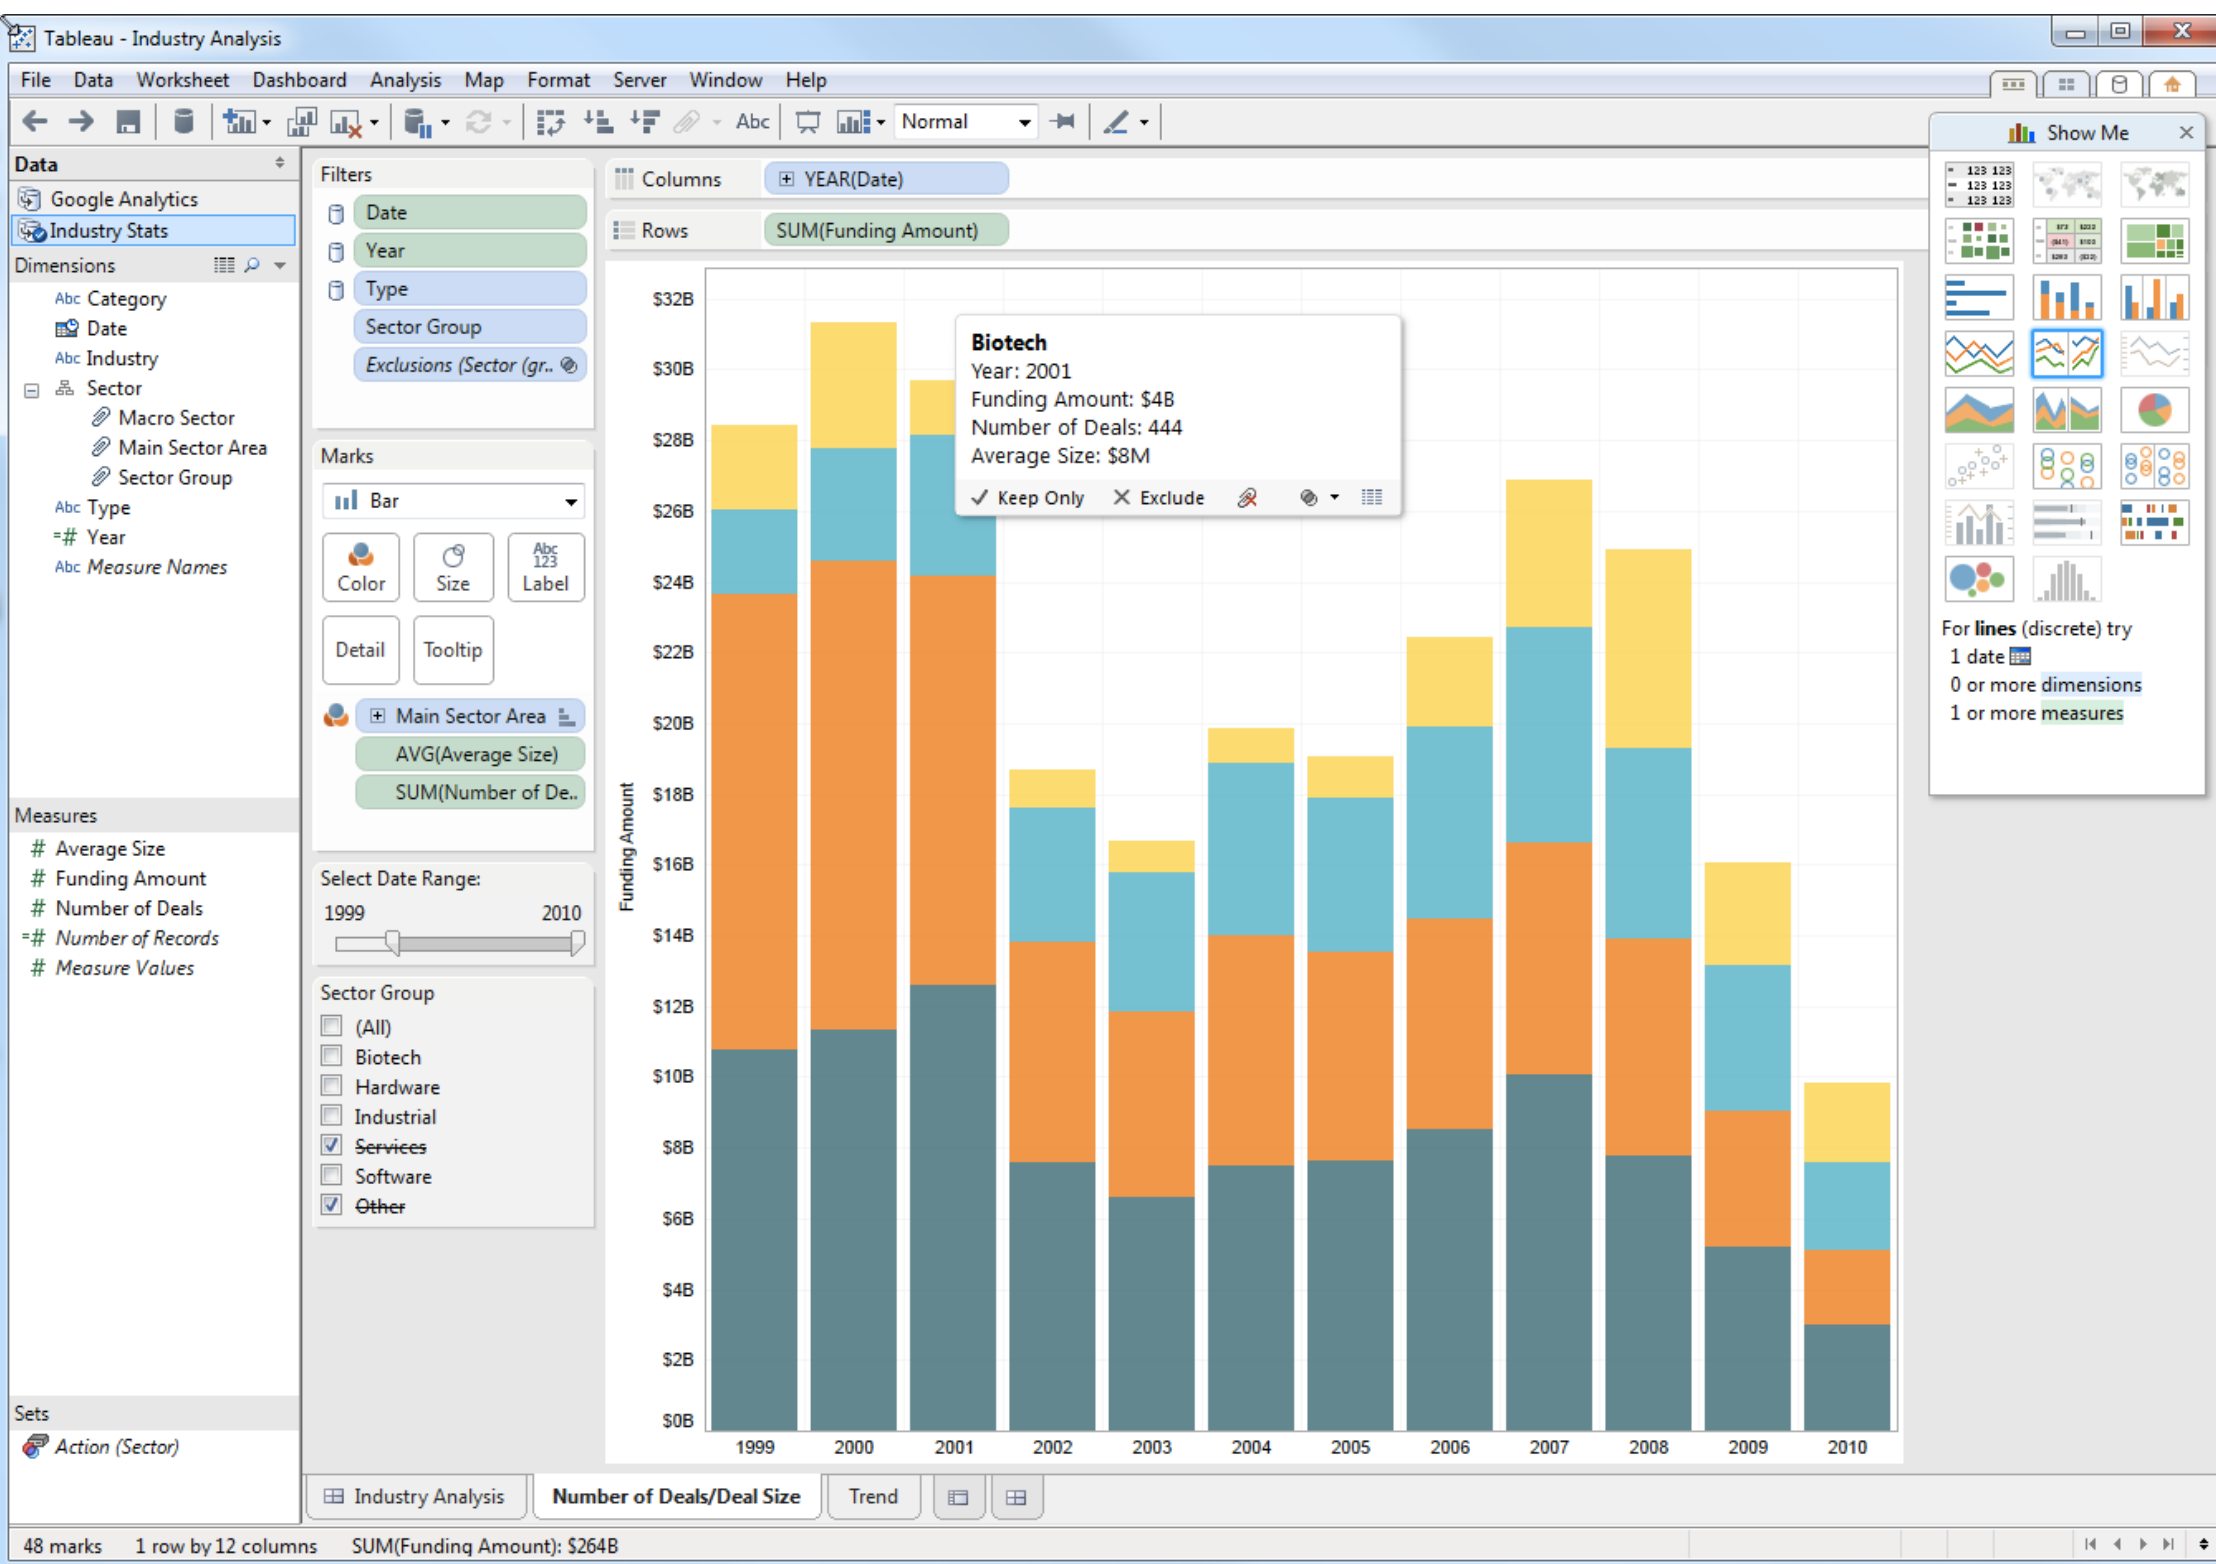 Tableau - Industry Analysis
File Data Worksheet Dashboard Analysis Map Format Server Window Help
Abc Normal
Data
Google Analytics
Industry Stats
Dimensions
Abc Category
Date
Abc Industry
Sector
Macro Sector
Main Sector Area
Sector Group
Abc Type
=# Year
Abc Measure Names
Measures
# Average Size
# Funding Amount
# Number of Deals
=# Number of Records
# Measure Values
Sets
Action (Sector)
Filters
Date
Year
Type
Sector Group
Exclusions (Sector (gr..
Marks
Bar
Color
Size
Abc
123
Label
Detail
Tooltip
Main Sector Area
AVG(Average Size)
SUM(Number of De..
Select Date Range:
1999 2010
Sector Group
(All)
Biotech
Hardware
Industrial
Services
Software
Other
Columns YEAR(Date)
Rows SUM(Funding Amount)
Funding Amount
$32B
$30B
$28B
$26B
$24B
$22B
$20B
$18B
$16B
$14B
$12B
$10B
$8B
$6B
$4B
$2B
$0B
Biotech
Year: 2001
Funding Amount: $4B
Number of Deals: 444
Average Size: $8M
Keep Only Exclude
1999 2000 2001 2002 2003 2004 2005 2006 2007 2008 2009 2010
Show Me
123 123
123 123
123 123
For lines (discrete) try
1 date
0 or more dimensions
1 or more measures
Industry Analysis Number of Deals/Deal Size Trend
48 marks 1 row by 12 columns SUM(Funding Amount): $264B